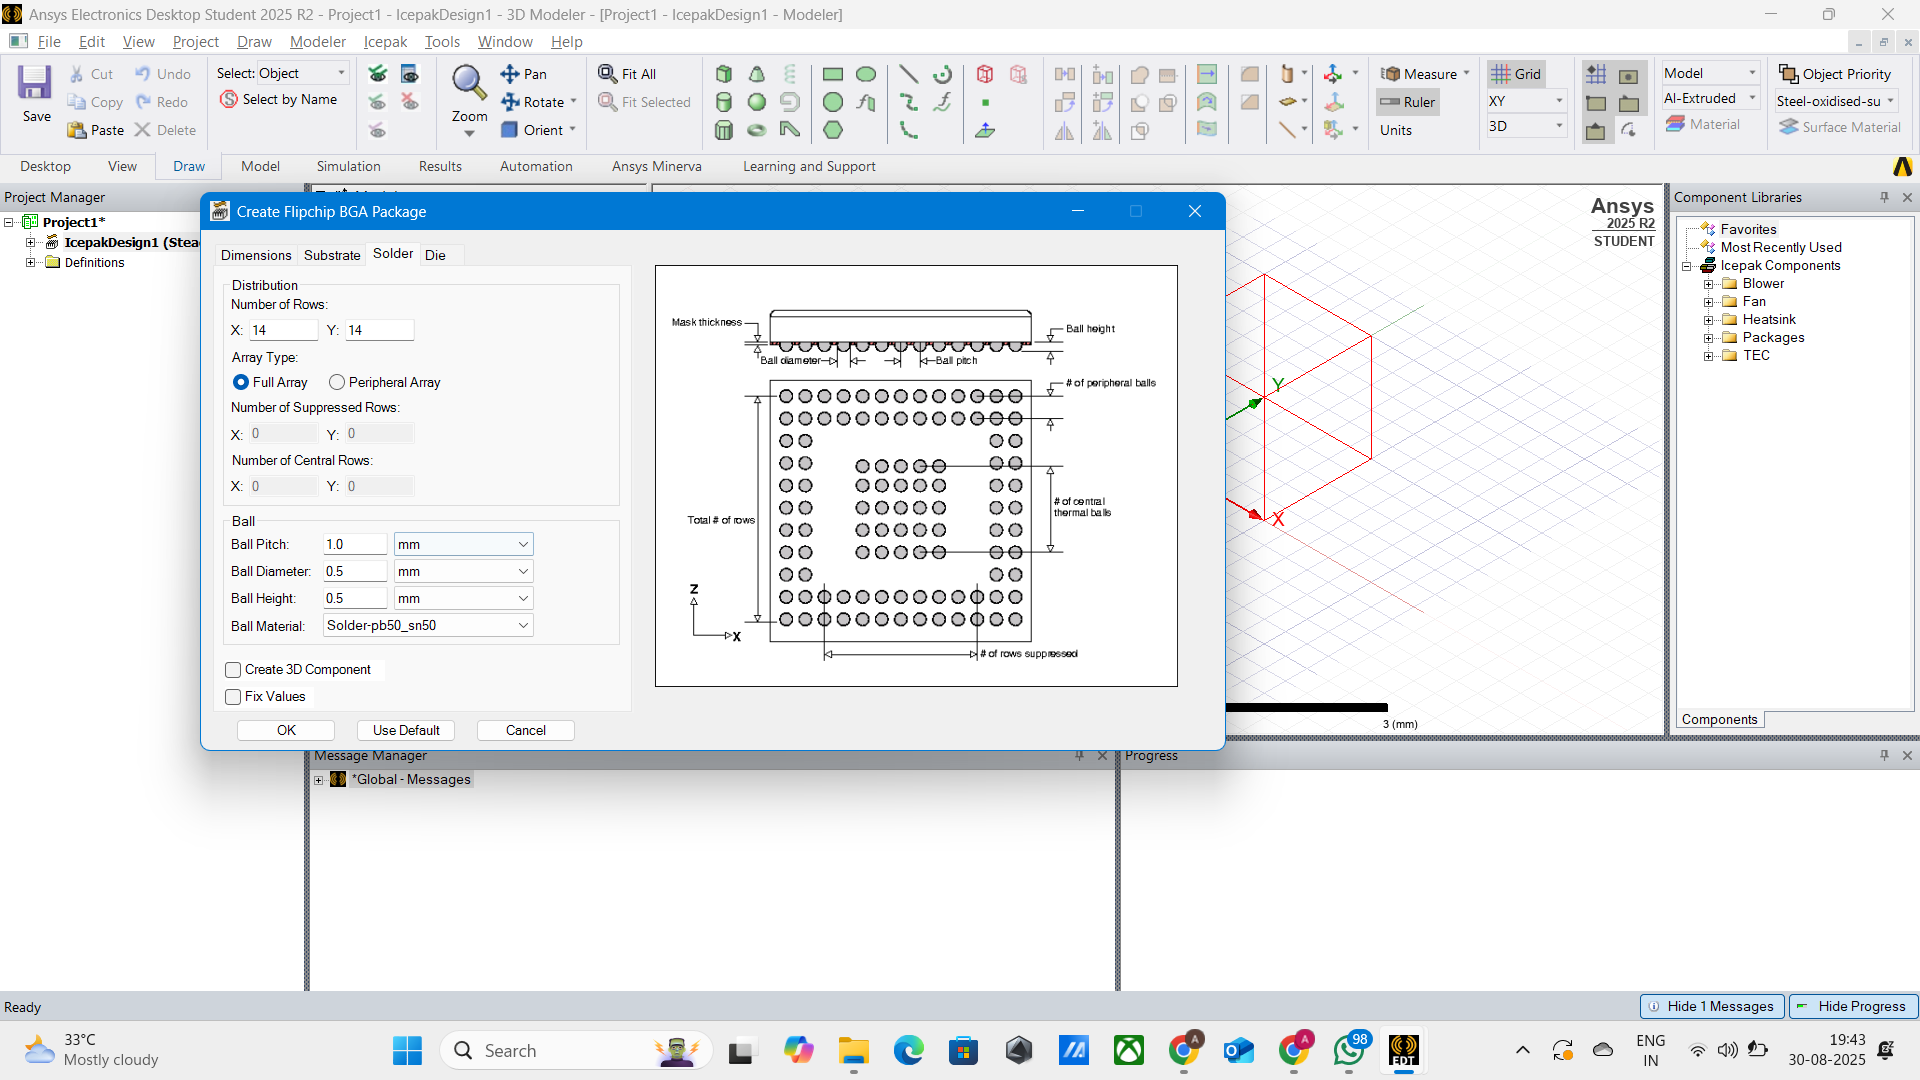 Ansys Electronics Desktop Student 2025 R2 - Project1 - IcepakDesign1 - 3D Modeler - [Project1 - IcepakDesign1 - Modeler]
File Edit View Project Draw Modeler Icepak Tools Window Help
Save
Cut
Copy
Paste
Undo
Redo
Delete
Select: Object
Select by Name
Zoom
Pan
Rotate
Orient
Fit All
Fit Selected
Measure
Ruler
Units
Grid
XY
3D
Model
Al-Extruded
Material
Object Priority
Steel-oxidised-su
Surface Material
Desktop View Draw Model Simulation Results Automation Ansys Minerva Learning and Support
Project Manager
Project1*
IcepakDesign1 (Stea
Definitions
Create Flipchip BGA Package
Dimensions Substrate Solder Die
Distribution
Number of Rows:
X: 14 Y: 14
Array Type:
Full Array Peripheral Array
Number of Suppressed Rows:
X: 0 Y: 0
Number of Central Rows:
X: 0 Y: 0
Ball
Ball Pitch: 1.0 mm
Ball Diameter: 0.5 mm
Ball Height: 0.5 mm
Ball Material: Solder-pb50_sn50
Create 3D Component
Fix Values
OK Use Default Cancel
Mask thickness
Ball height
Ball diameter
Ball pitch
# of peripheral balls
# of central
thermal balls
Total # of rows
Z
X
# of rows suppressed
Ansys
2025 R2
STUDENT
Y
X
3 (mm)
Component Libraries
Favorites
Most Recently Used
Icepak Components
Blower
Fan
Heatsink
Packages
TEC
Components
Message Manager
*Global - Messages
Progress
Ready
Hide 1 Messages Hide Progress
33°C
Mostly cloudy
Search
A
A
98
EDT
ENG
IN
19:43
30-08-2025